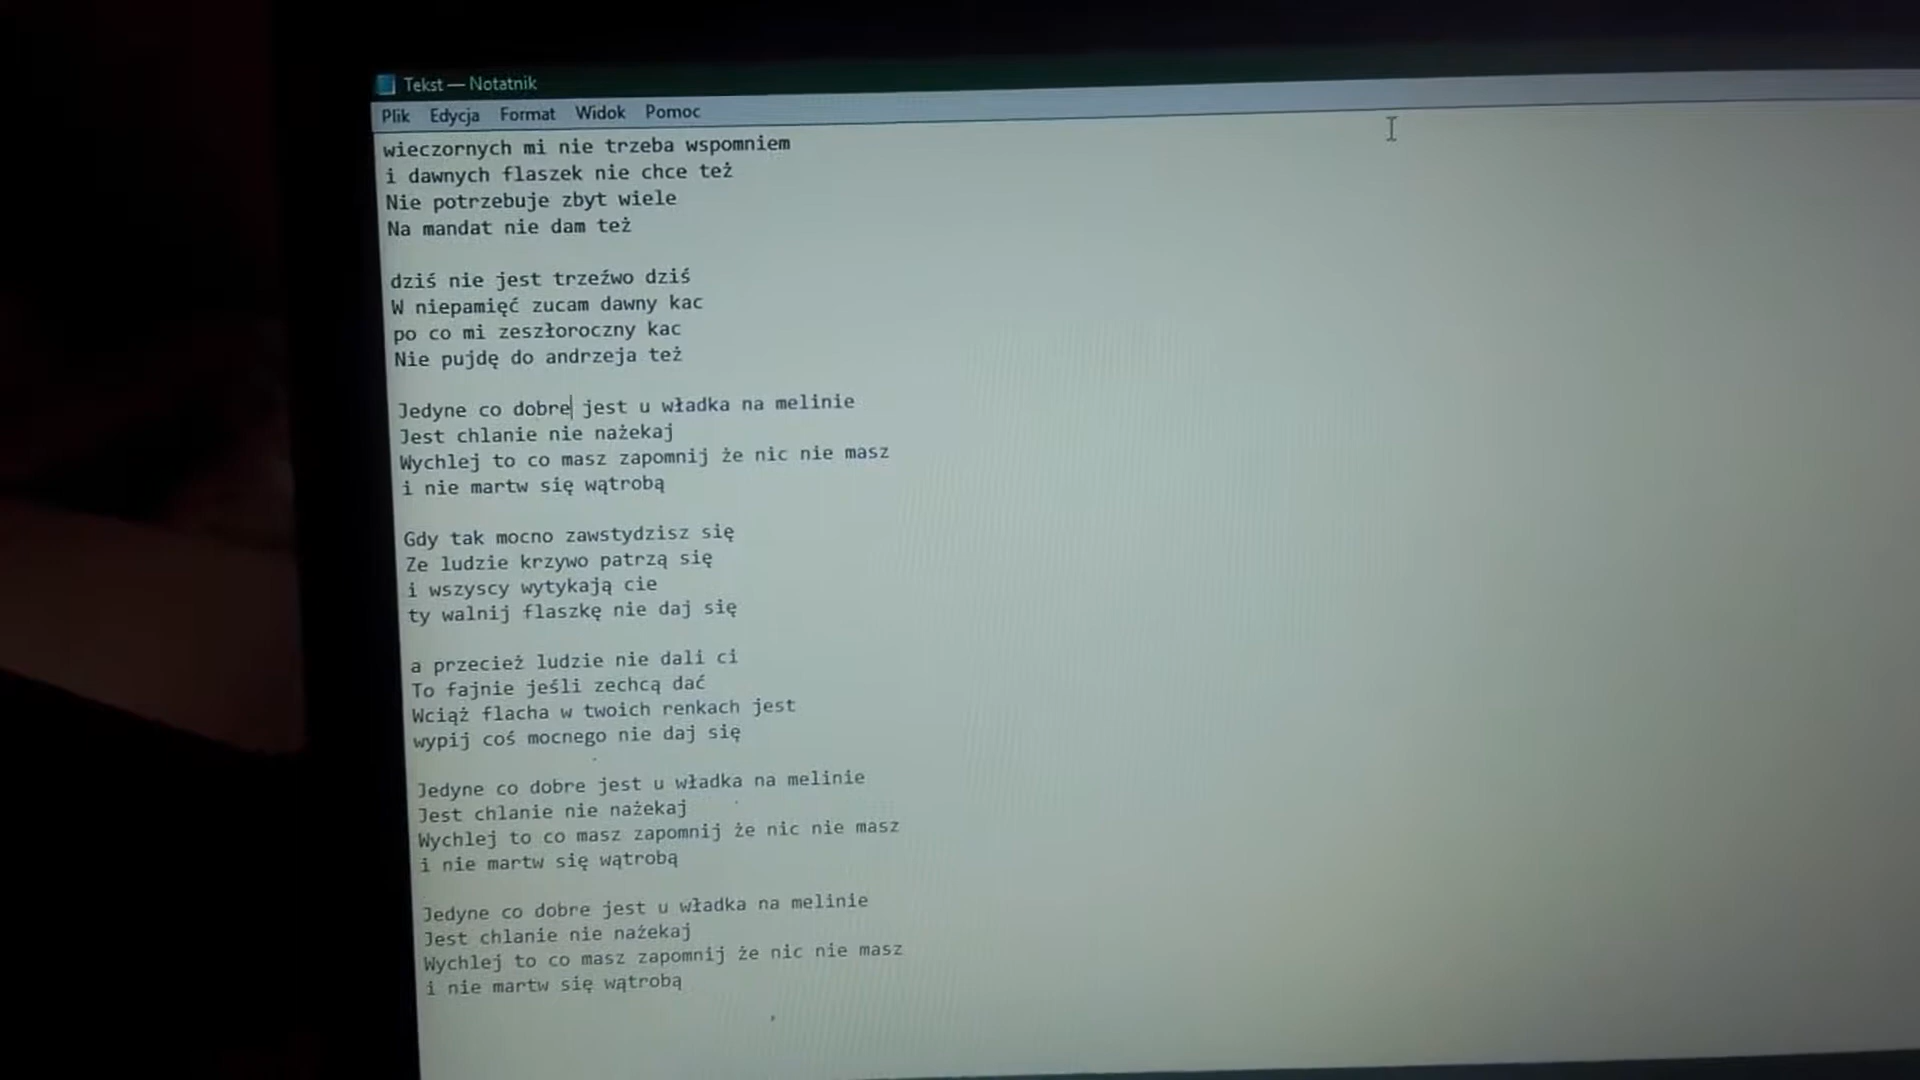 Tekst — Notatnik
Plik Edycja Format Widok Pomoc
wieczornych mi nie trzeba wspomniem
i dawnych flaszek nie chce też
Nie potrzebuje zbyt wiele
Na mandat nie dam też
dziś nie jest trzeźwo dziś
W niepamięć zucam dawny kac
po co mi zeszłoroczny kac
Nie pujdę do andrzeja też
Jedyne co dobre jest u władka na melinie
Jest chlanie nie nażekaj
Wychlej to co masz zapomnij że nic nie masz
i nie martw się wątrobą
Gdy tak mocno zawstydzisz się
Ze ludzie krzywo patrzą się
i wszyscy wytykają cie
ty walnij flaszkę nie daj się
a przecież ludzie nie dali ci
To fajnie jeśli zechcą dać
Wciąż flacha w twoich renkach jest
wypij coś mocnego nie daj się
Jedyne co dobre jest u władka na melinie
Jest chlanie nie nażekaj
Wychlej to co masz zapomnij że nic nie masz
i nie martw się wątrobą
Jedyne co dobre jest u władka na melinie
Jest chlanie nie nażekaj
Wychlej to co masz zapomnij że nic nie masz
i nie martw się wątrobą